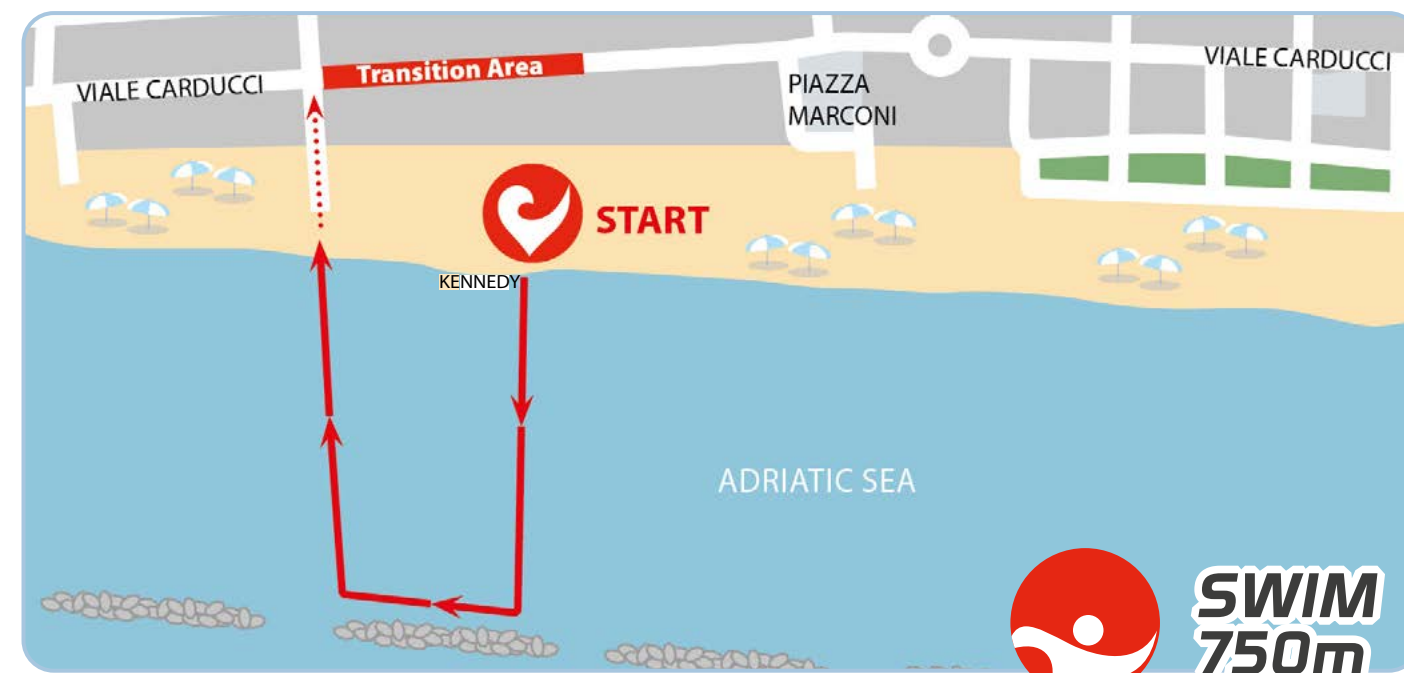 VIALE CARDUCCI
Transition Area
PIAZZA
MARCONI
VIALE CARDUCCI
START
KENNEDY
ADRIATIC SEA
SWIM
750m